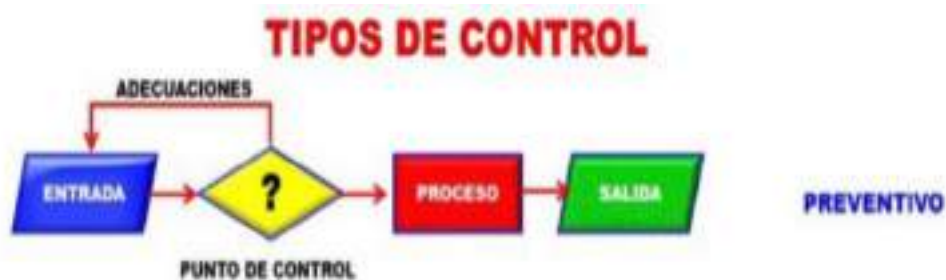 TIPOS DE CONTROL
ADECUACIONES
ENTRADA
?
PROCESO
SALIDA
PREVENTIVO
PUNTO DE CONTROL